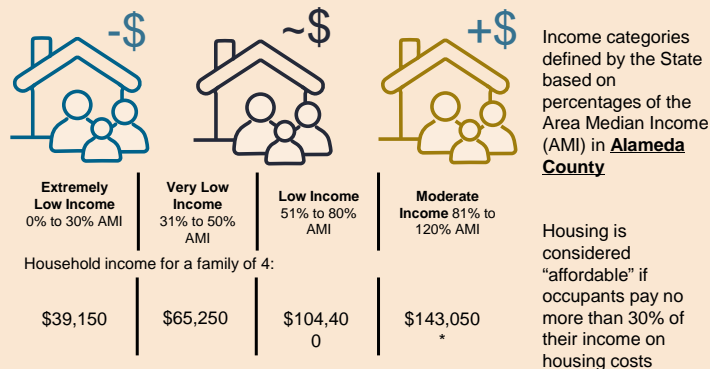 -$
~$
+$
Extremely
Low Income
0% to 30% AMI
Very Low
Income
31% to 50%
AMI
Low Income
51% to 80%
AMI
Moderate
Income 81% to
120% AMI
Household income for a family of 4:
$39,150
$65,250
$104,40
0
$143,050
*
Income categories
defined by the State
based on
percentages of the
Area Median Income
(AMI) in Alameda
County
Housing is
considered
“affordable” if
occupants pay no
more than 30% of
their income on
housing costs